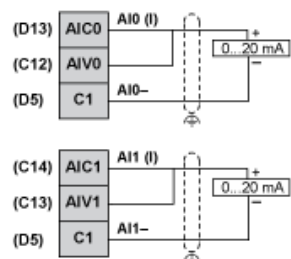 (D13) AIC0 AI0 (I) +
(C12) AIV0 0...20 mA
–
(D5) C1 AI0–
(C14) AIC1 AI1 (I) +
(C13) AIV1 0...20 mA
–
(D5) C1 AI1–